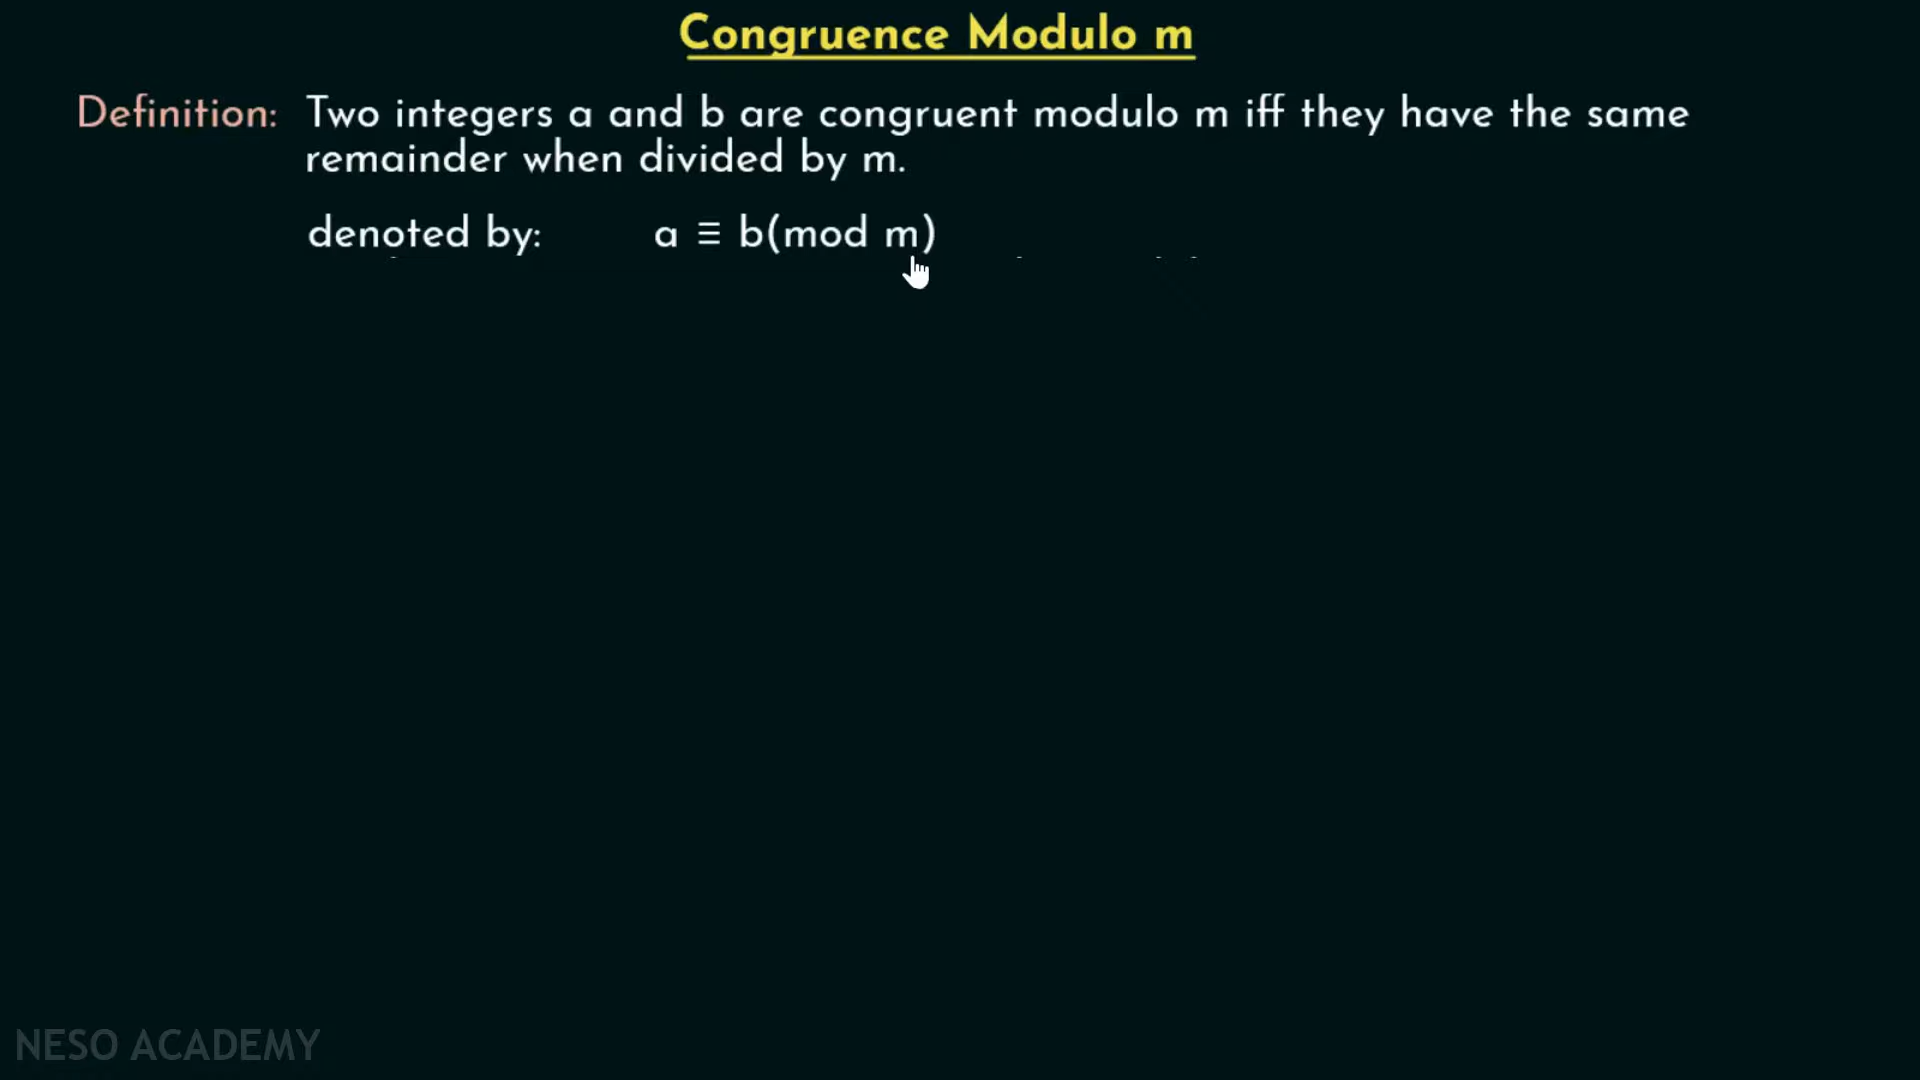 Congruence Modulo m
Definition: Two integers a and b are congruent modulo m iff they have the same
remainder when divided by m.
denoted by: a ≡ b(mod m)
NESO ACADEMY